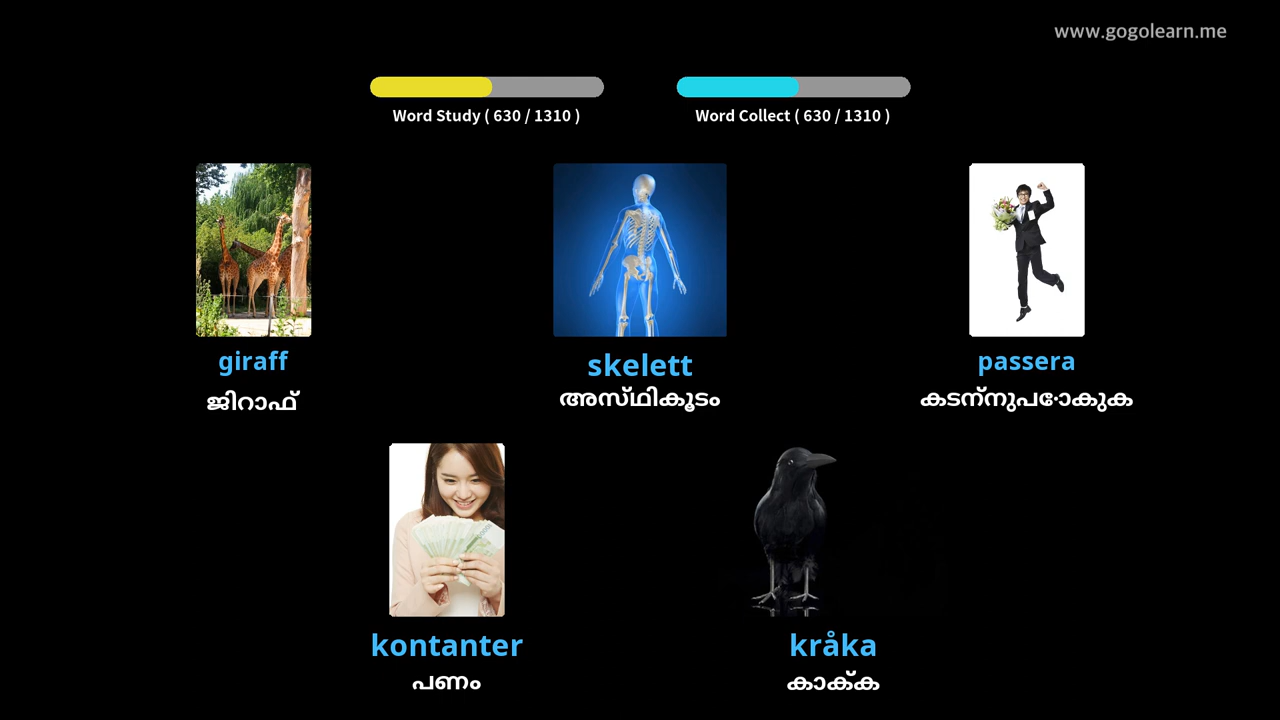 www.gogolearn.me
Word Study ( 630 / 1310 )
Word Collect ( 630 / 1310 )
giraff
skelett
passera
ജിറാഫ്
അസ്ഥികൂടം
കടന്നുപോകുക
kontanter
kråka
പണം
കാക്ക